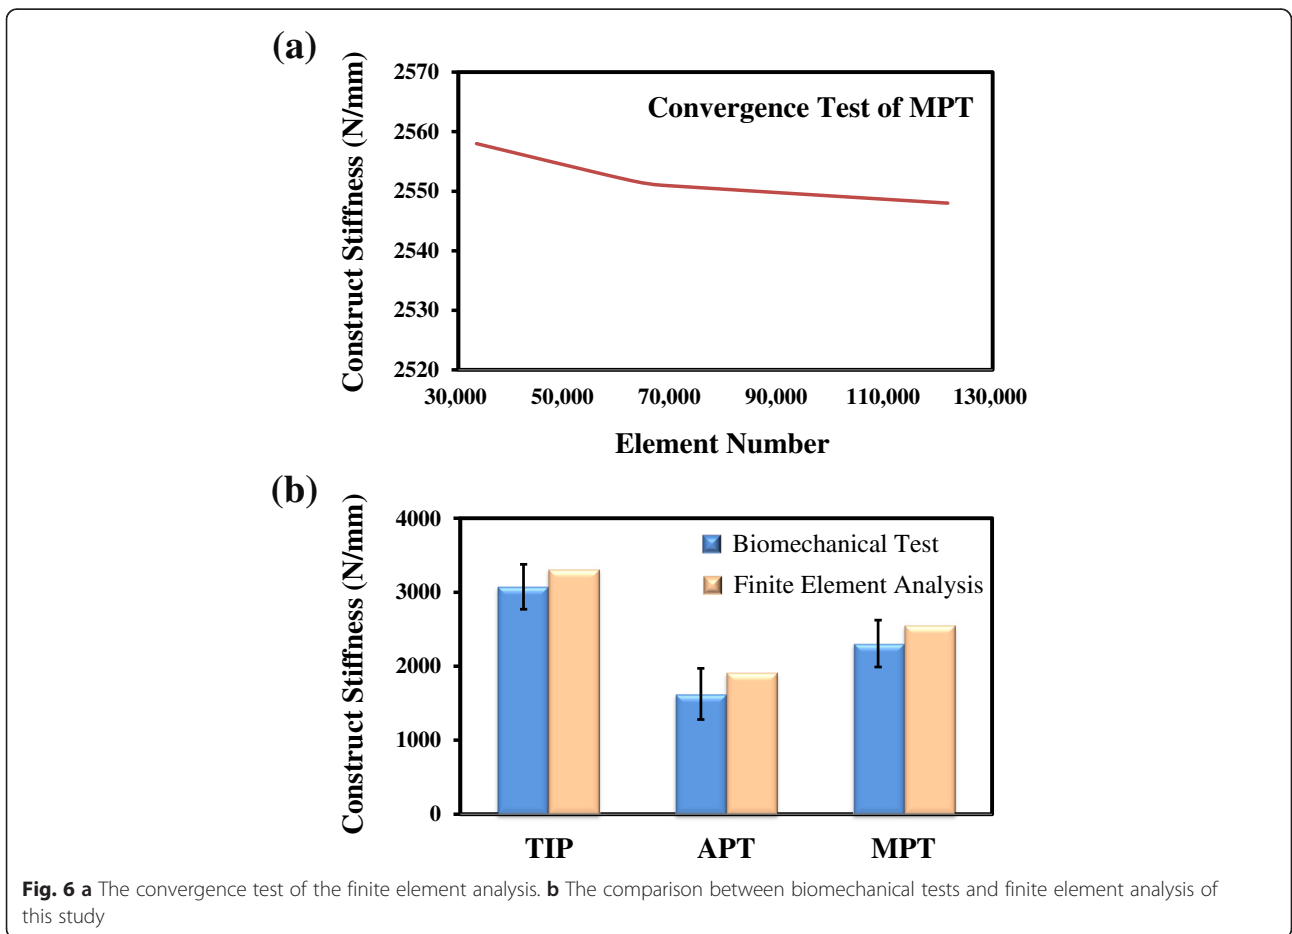 (a)
Construct Stiffness (N/mm)
2570
2560
2550
2540
2530
2520
Convergence Test of MPT
30,000 50,000 70,000 90,000 110,000 130,000
Element Number
(b)
Construct Stiffness (N/mm)
4000
3000
2000
1000
0
Biomechanical Test
Finite Element Analysis
TIP APT MPT
Fig. 6 a The convergence test of the finite element analysis. b The comparison between biomechanical tests and finite element analysis of
this study